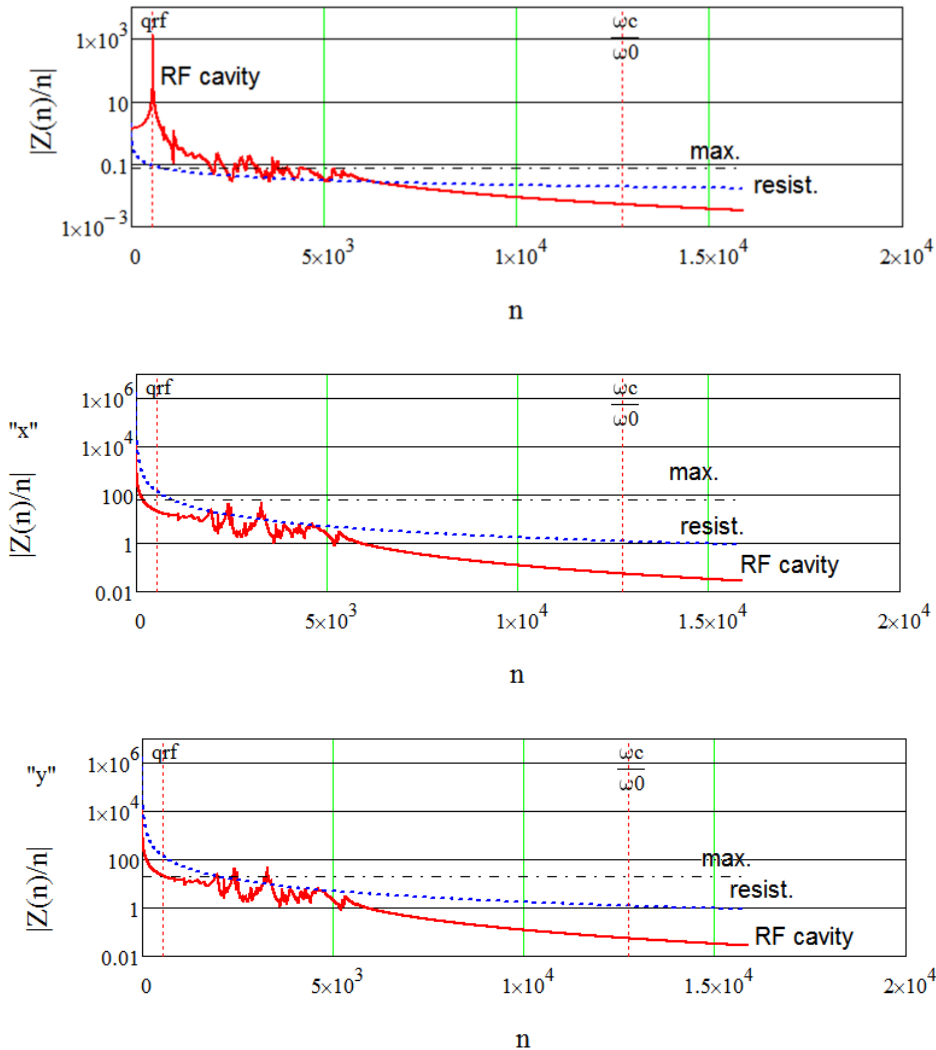 qrf
ωc
ω0
1×10³
|Z(n)/n|
RF cavity
10
max.
0.1
resist.
1×10⁻³
0
5×10³
1×10⁴
1.5×10⁴
2×10⁴
n
qrf
ωc
ω0
1×10⁶
"x"
1×10⁴
max.
|Z(n)/n|
100
resist.
1
RF cavity
0.01
0
5×10³
1×10⁴
1.5×10⁴
2×10⁴
n
qrf
ωc
ω0
1×10⁶
"y"
1×10⁴
|Z(n)/n|
100
max.
resist.
1
RF cavity
0.01
0
5×10³
1×10⁴
1.5×10⁴
2×10⁴
n